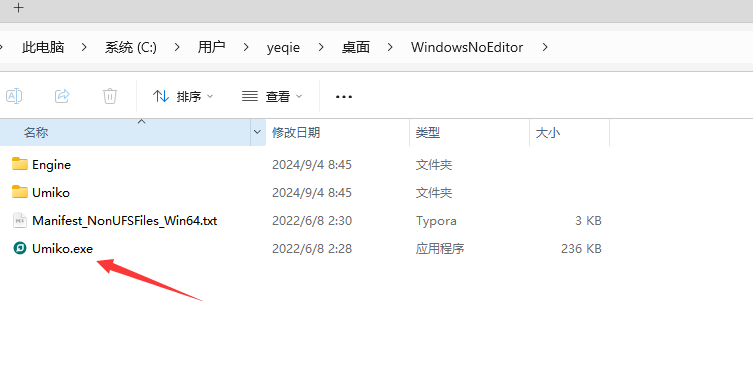 此电脑 系统 (C:) 用户 yeqie 桌面 WindowsNoEditor
排序 查看
名称 修改日期 类型 大小
Engine 2024/9/4 8:45 文件夹
Umiko 2024/9/4 8:45 文件夹
Manifest_NonUFSFiles_Win64.txt 2022/6/8 2:30 Typora 3 KB
Umiko.exe 2022/6/8 2:28 应用程序 236 KB